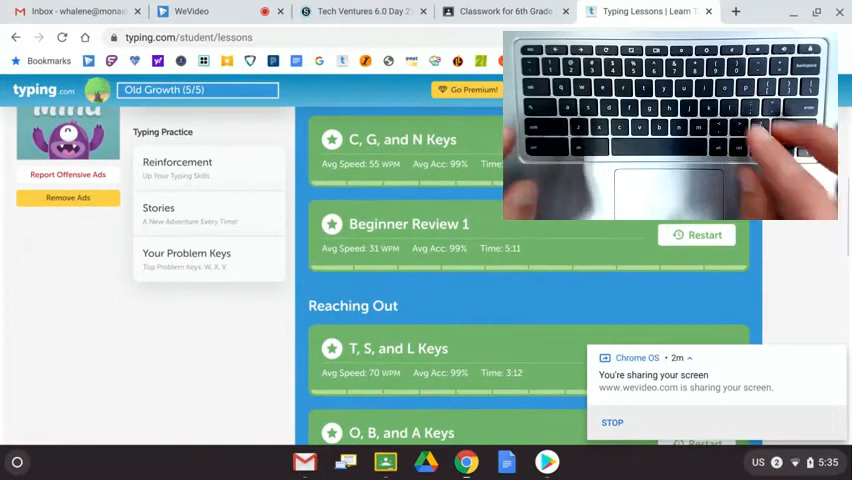 Inbox - whalene@monas
WeVideo
Tech Ventures 6.0 Day 2
Classwork for 6th Grade
Typing Lessons | Learn T
typing.com/student/lessons
Bookmarks
typing.com
Old Growth (5/5)
Go Premium!
Mind
Report Offensive Ads
Remove Ads
Typing Practice
Reinforcement
Up Your Typing Skills
Stories
A New Adventure Every Time!
Your Problem Keys
Top Problem Keys: W, X, V
C, G, and N Keys
Avg Speed: 55 WPM Avg Acc: 99%
Beginner Review 1
Avg Speed: 31 WPM Avg Acc: 99% Time: 5:11
Restart
Reaching Out
T, S, and L Keys
Avg Speed: 70 WPM Avg Acc: 99% Time: 3:12
O, B, and A Keys
Restart
Chrome OS • 2m
You're sharing your screen
www.wevideo.com is sharing your screen.
STOP
US 2 5:35